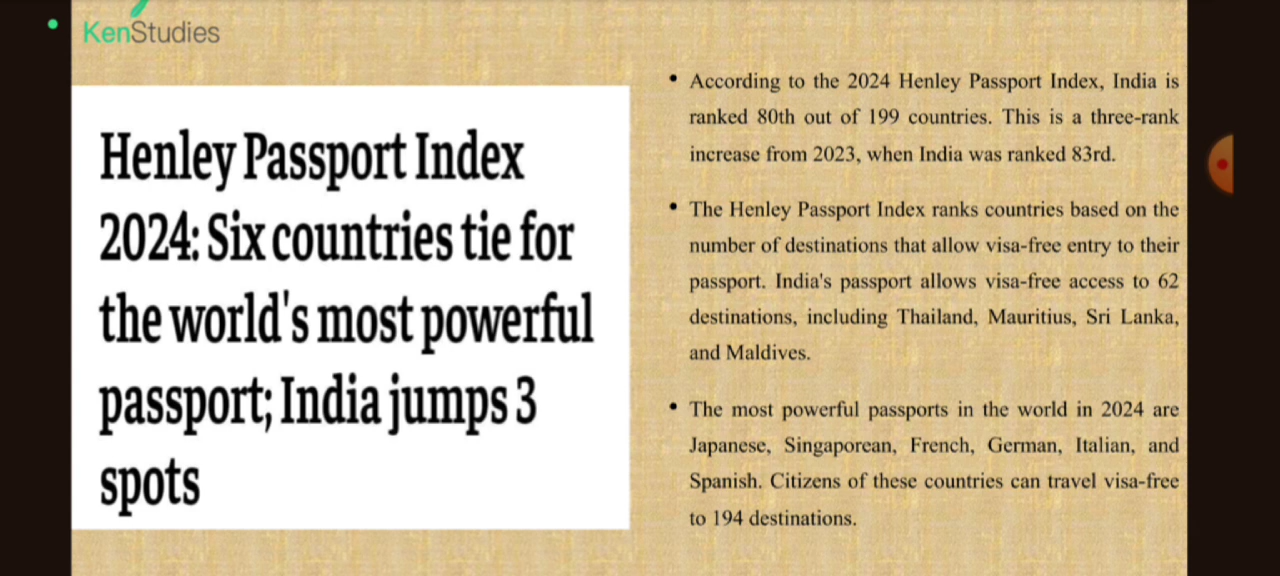 KenStudies
Henley Passport Index
2024: Six countries tie for
the world's most powerful
passport; India jumps 3
spots
• According to the 2024 Henley Passport Index, India is
ranked 80th out of 199 countries. This is a three-rank
increase from 2023, when India was ranked 83rd.
• The Henley Passport Index ranks countries based on the
number of destinations that allow visa-free entry to their
passport. India's passport allows visa-free access to 62
destinations, including Thailand, Mauritius, Sri Lanka,
and Maldives.
• The most powerful passports in the world in 2024 are
Japanese, Singaporean, French, German, Italian, and
Spanish. Citizens of these countries can travel visa-free
to 194 destinations.